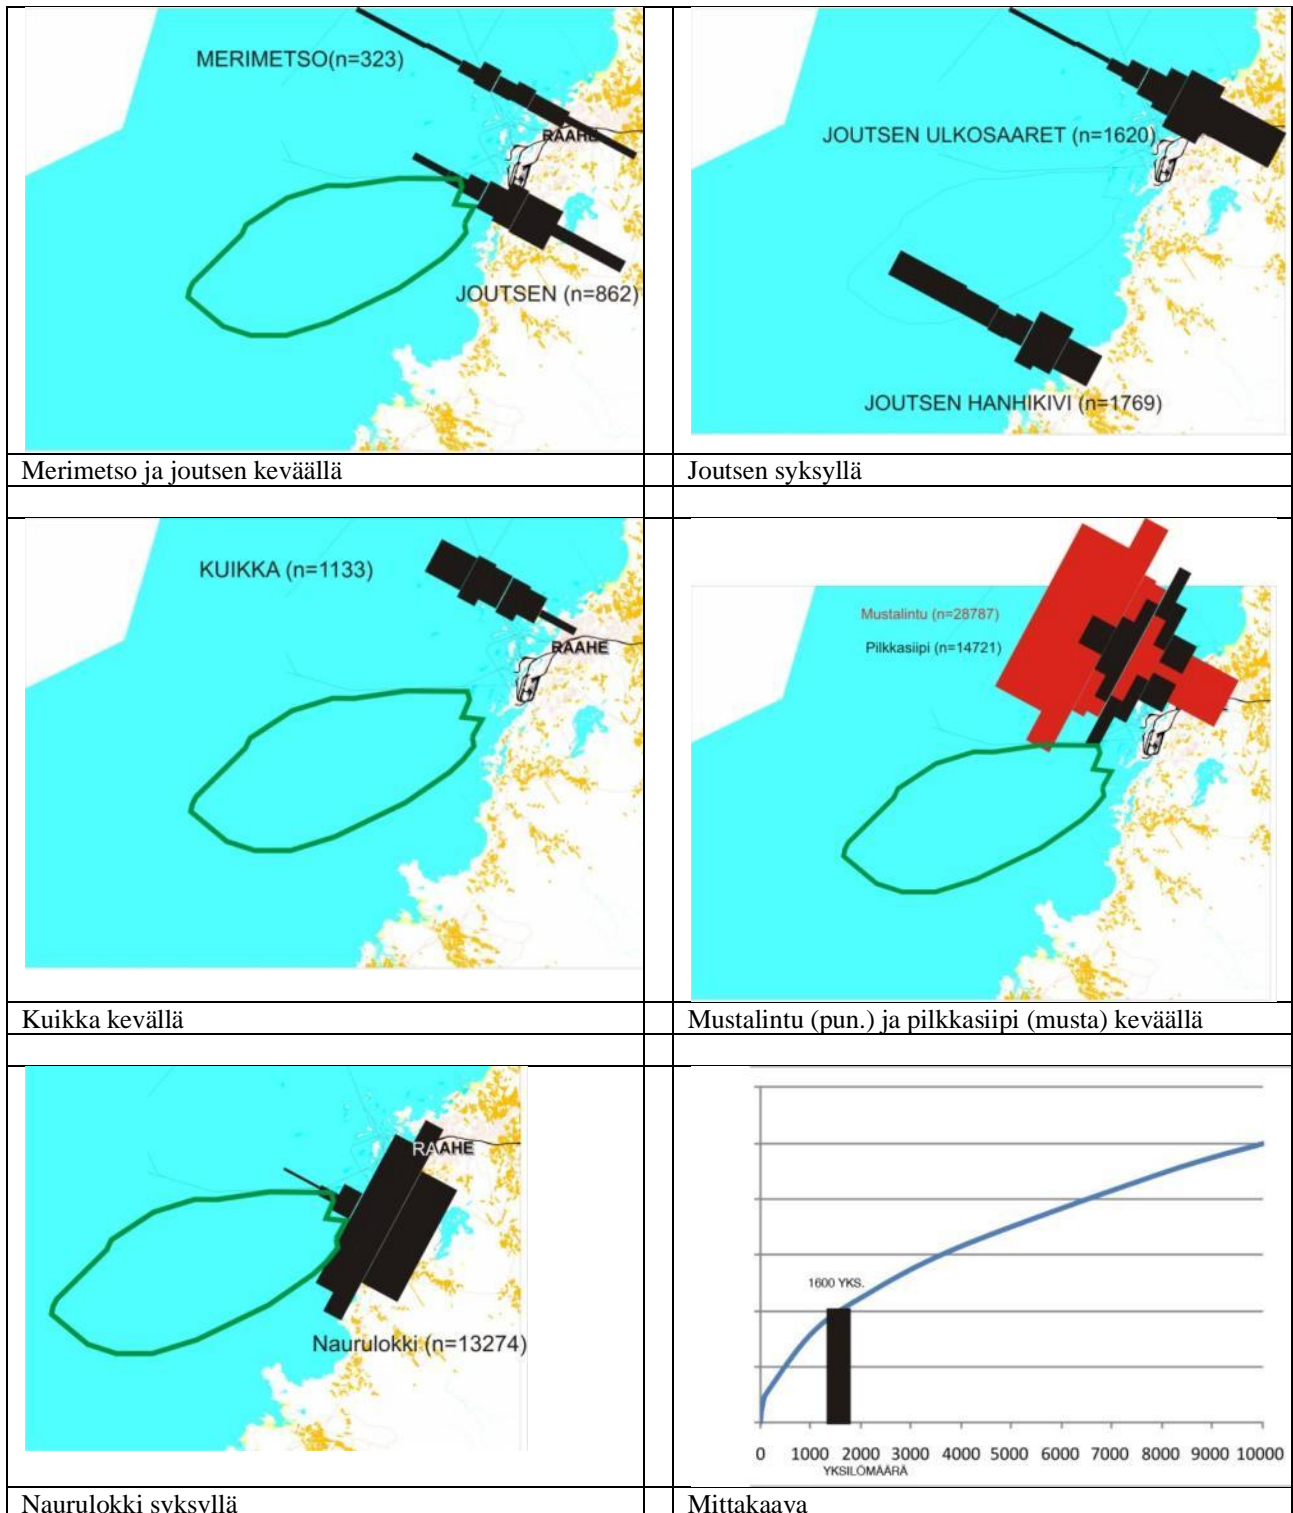 MERIMETSO(n=323)
RAAHE
JOUTSEN (n=862)
JOUTSEN ULKOSAARET (n=1620)
JOUTSEN HANHIKIVI (n=1769)
Merimetso ja joutsen keväällä
Joutsen syksyllä
KUIKKA (n=1133)
RAAHE
Mustalintu (n=28787)
Pilkkasiipi (n=14721)
Kuikka kevällä
Mustalintu (pun.) ja pilkkasiipi (musta) keväällä
RAAHE
Naurulokki (n=13274)
1600 YKS.
0 1000 2000 3000 4000 5000 6000 7000 8000 9000 10000
YKSILÖMÄÄRÄ
Naurulokki syksyllä
Mittakaava